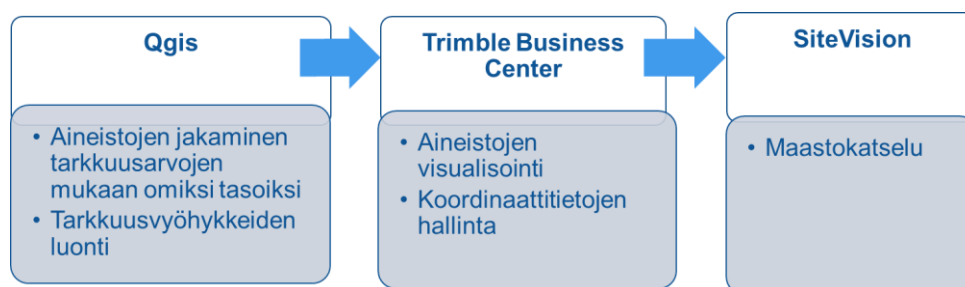 Qgis
• Aineistojen jakaminen
tarkkuusarvojen
mukaan omiksi tasoiksi
• Tarkkuusvyöhykkeiden
luonti
Trimble Business
Center
• Aineistojen
visualisointi
• Koordinaattitietojen
hallinta
SiteVision
• Maastokatselu